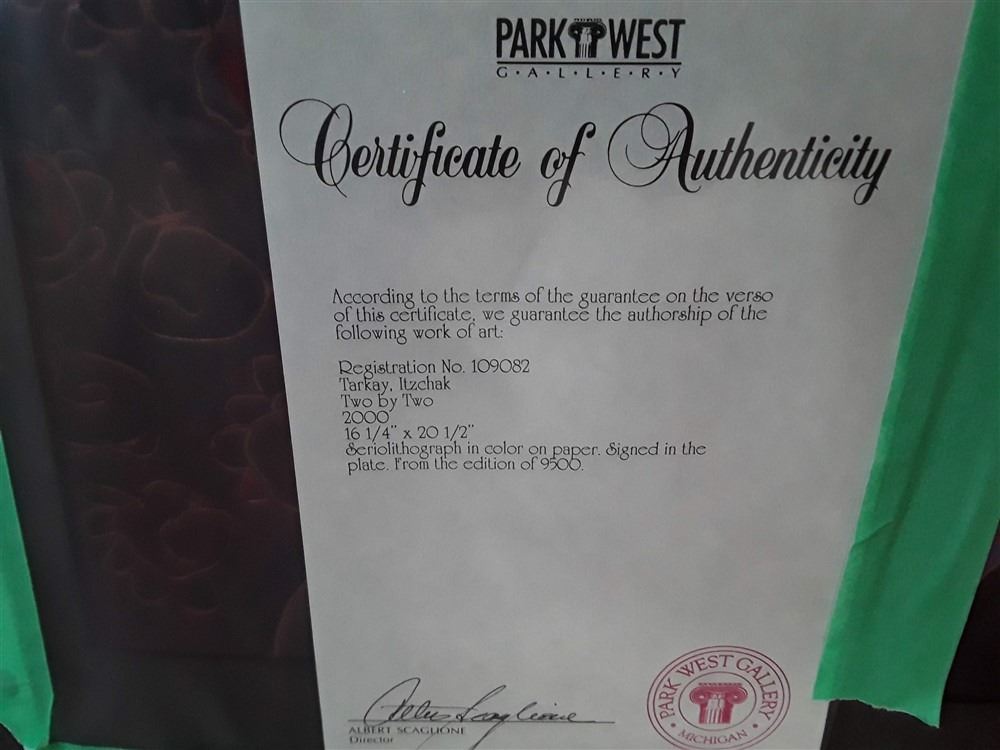 PARK WEST
G·A·L·L·E·R·Y
Certificate of Authenticity
According to the terms of the guarantee on the verso
of this certificate, we guarantee the authorship of the
following work of art:
Registration No. 109082
Tarkay, Itzchak
Two by Two
2000
16 1/4" x 20 1/2"
Seriolithograph in color on paper. Signed in the
plate. From the edition of 9500.
Albert Scaglione
ALBERT SCAGLIONE
Director
PARK WEST GALLERY
• MICHIGAN •